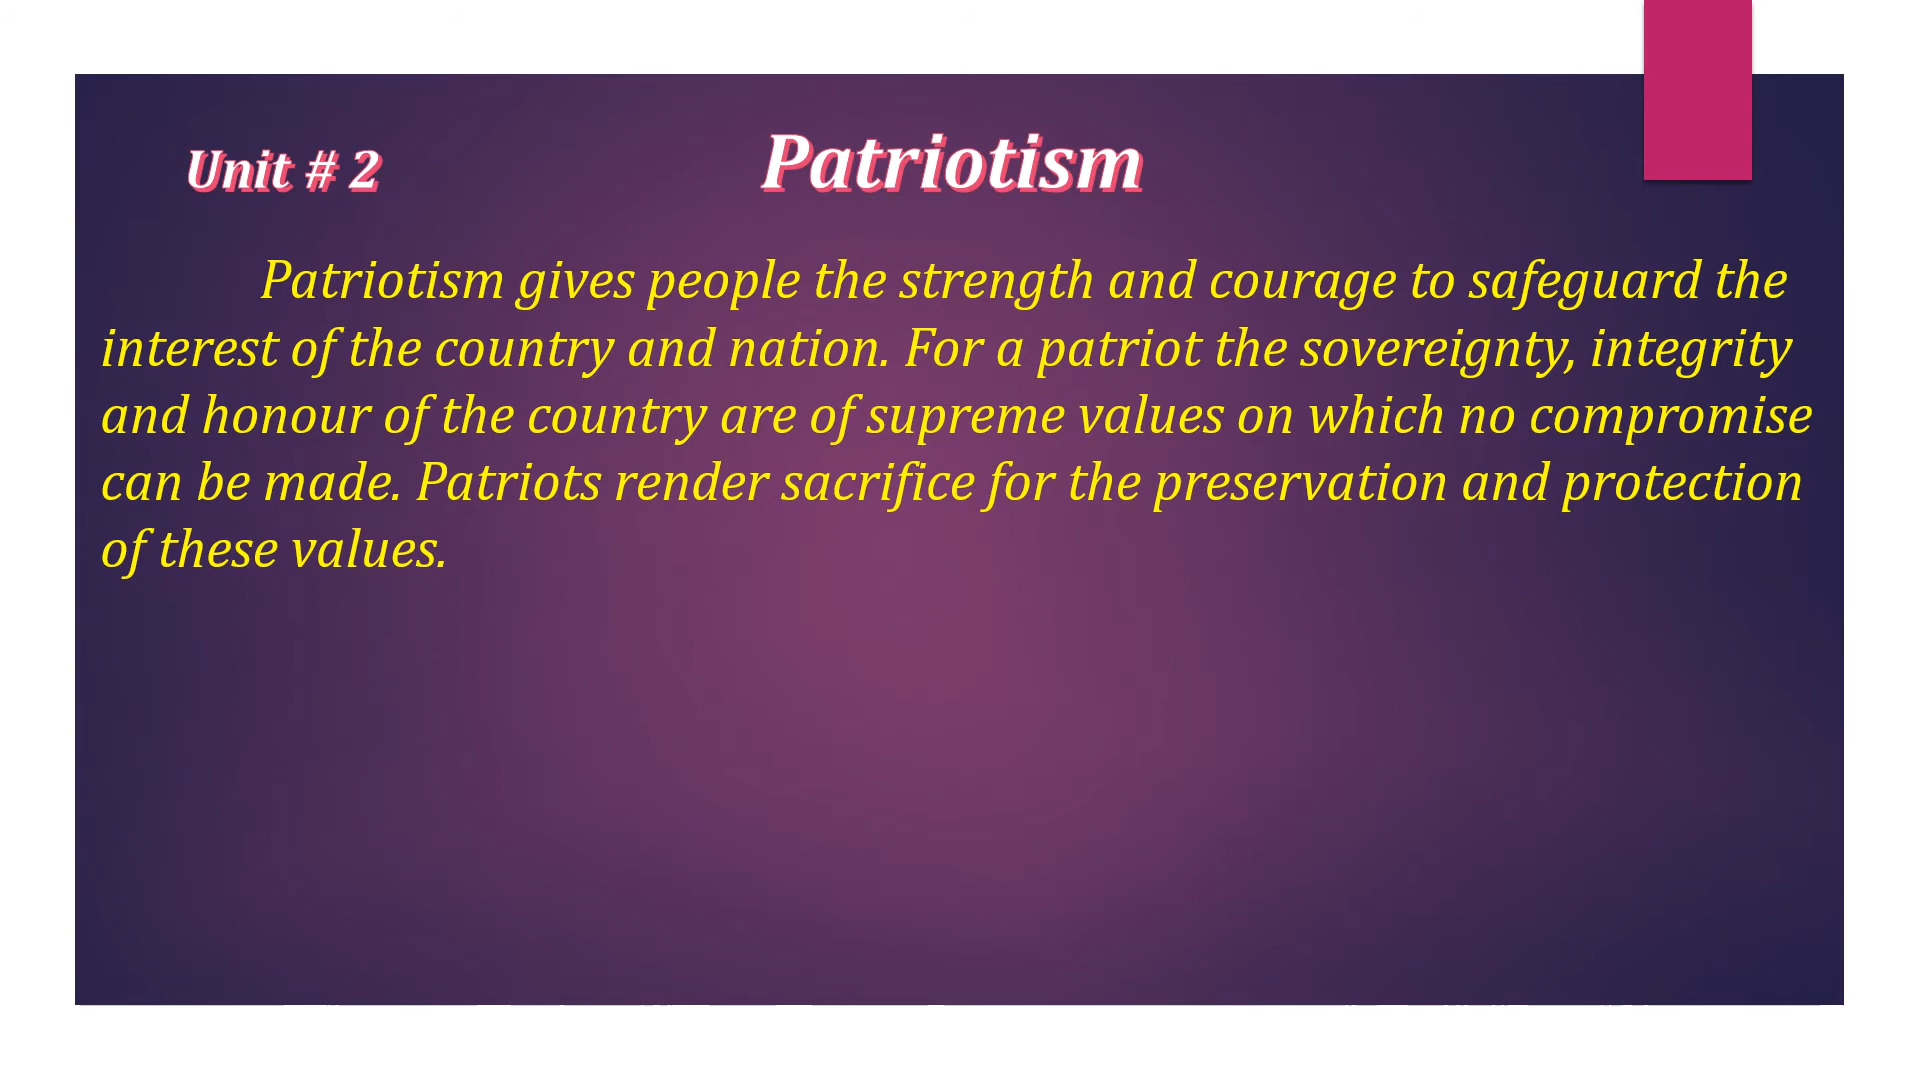 Unit # 2
Patriotism
Patriotism gives people the strength and courage to safeguard the
interest of the country and nation. For a patriot the sovereignty, integrity
and honour of the country are of supreme values on which no compromise
can be made. Patriots render sacrifice for the preservation and protection
of these values.